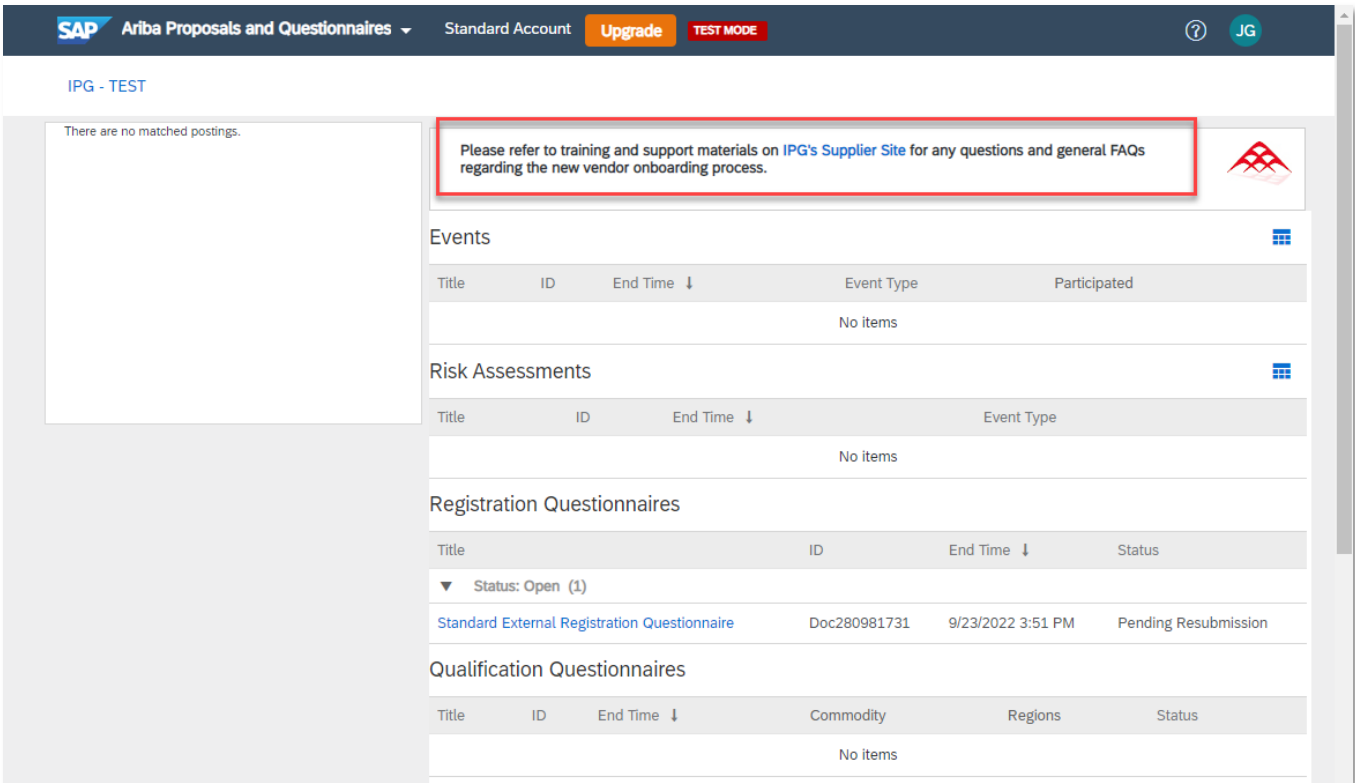 SAP Ariba Proposals and Questionnaires Standard Account Upgrade TEST MODE ? JG
IPG - TEST
There are no matched postings.
Please refer to training and support materials on IPG's Supplier Site for any questions and general FAQs
regarding the new vendor onboarding process.
Events
Title ID End Time ↓ Event Type Participated
No items
Risk Assessments
Title ID End Time ↓ Event Type
No items
Registration Questionnaires
Title ID End Time ↓ Status
▼ Status: Open (1)
Standard External Registration Questionnaire Doc280981731 9/23/2022 3:51 PM Pending Resubmission
Qualification Questionnaires
Title ID End Time ↓ Commodity Regions Status
No items